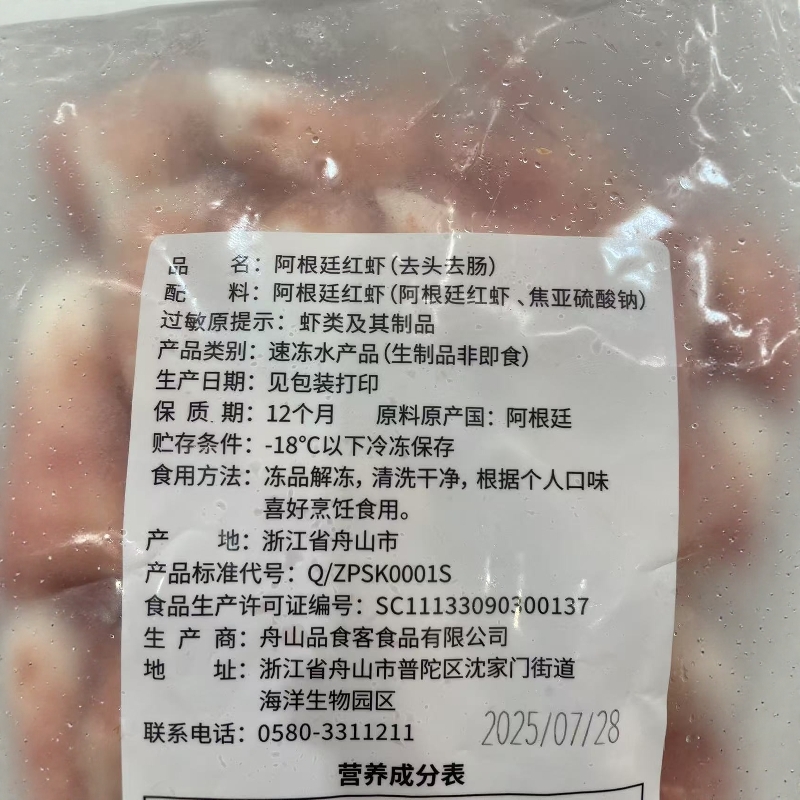 品 名：阿根廷红虾（去头去肠）
配 料：阿根廷红虾（阿根廷红虾、焦亚硫酸钠）
过敏原提示：虾类及其制品
产品类别：速冻水产品（生制品非即食）
生产日期：见包装打印
保 质 期：12个月 原料原产国：阿根廷
贮存条件：-18℃以下冷冻保存
食用方法：冻品解冻，清洗干净，根据个人口味
喜好烹饪食用。
产 地：浙江省舟山市
产品标准代号：Q/ZPSK0001S
食品生产许可证编号：SC11133090300137
生 产 商：舟山品食客食品有限公司
地 址：浙江省舟山市普陀区沈家门街道
海洋生物园区
联系电话：0580-3311211
2025/07/28
营养成分表